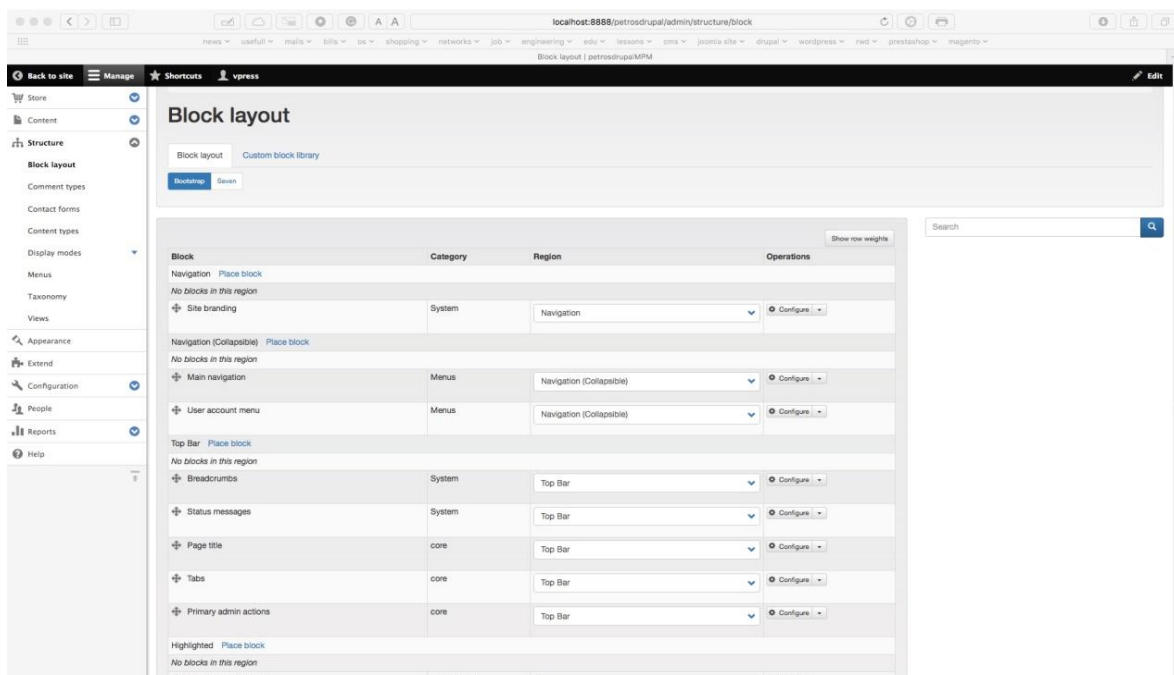 A A
localhost:8888/petrosdrupal/admin/structure/block
news usefull mails bills os shopping networks job engineering edu lessons cms joomla site drupal wordpress rwd prestashop magento
Block layout | petrosdrupalMPM
Back to site Manage Shortcuts vpress Edit
Store
Content
Structure
Block layout
Comment types
Contact forms
Content types
Display modes
Menus
Taxonomy
Views
Appearance
Extend
Configuration
People
Reports
Help
Block layout
Block layout Custom block library
Bootstrap Seven
Search
Show row weights
Block Category Region Operations
Navigation Place block
No blocks in this region
Site branding System Navigation Configure
Navigation (Collapsible) Place block
No blocks in this region
Main navigation Menus Navigation (Collapsible) Configure
User account menu Menus Navigation (Collapsible) Configure
Top Bar Place block
No blocks in this region
Breadcrumbs System Top Bar Configure
Status messages System Top Bar Configure
Page title core Top Bar Configure
Tabs core Top Bar Configure
Primary admin actions core Top Bar Configure
Highlighted Place block
No blocks in this region